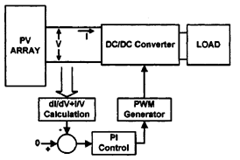 PV
ARRAY
V
I
DC/DC Converter
LOAD
dI/dV+I/V
Calculation
PWM
Generator
-
0
+
PI
Control